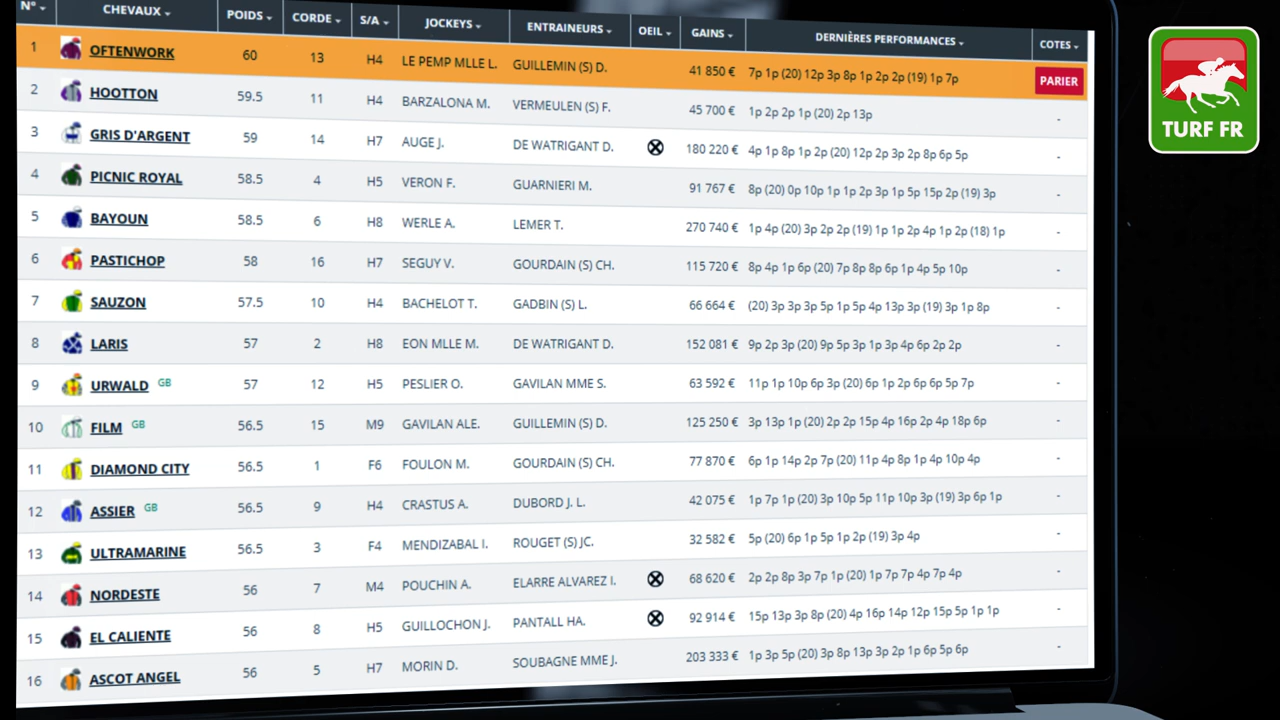 N° CHEVAUX POIDS CORDE S/A JOCKEYS ENTRAINEURS OEIL GAINS DERNIÈRES PERFORMANCES COTES
1 OFTENWORK 60 13 H4 LE PEMP MLLE L. GUILLEMIN (S) D. 41 850 € 7p 1p (20) 12p 3p 8p 1p 2p 2p (19) 1p 7p PARIER
2 HOOTTON 59.5 11 H4 BARZALONA M. VERMEULEN (S) F. 45 700 € 1p 2p 2p 1p (20) 2p 13p -
3 GRIS D'ARGENT 59 14 H7 AUGE J. DE WATRIGANT D. 180 220 € 4p 1p 8p 1p 2p (20) 12p 2p 3p 2p 8p 6p 5p -
4 PICNIC ROYAL 58.5 4 H5 VERON F. GUARNIERI M. 91 767 € 8p (20) 0p 10p 1p 1p 2p 3p 1p 5p 15p 2p (19) 3p -
5 BAYOUN 58.5 6 H8 WERLE A. LEMER T. 270 740 € 1p 4p (20) 3p 2p 2p (19) 1p 1p 2p 4p 1p 2p (18) 1p -
6 PASTICHOP 58 16 H7 SEGUY V. GOURDAIN (S) CH. 115 720 € 8p 4p 1p 6p (20) 7p 8p 8p 6p 1p 4p 5p 10p -
7 SAUZON 57.5 10 H4 BACHELOT T. GADBIN (S) L. 66 664 € (20) 3p 3p 3p 5p 1p 5p 4p 13p 3p (19) 3p 1p 8p -
8 LARIS 57 2 H8 EON MLLE M. DE WATRIGANT D. 152 081 € 9p 2p 3p (20) 9p 5p 3p 1p 3p 4p 6p 2p 2p -
9 URWALD GB 57 12 H5 PESLIER O. GAVILAN MME S. 63 592 € 11p 1p 10p 6p 3p (20) 6p 1p 2p 6p 6p 5p 7p -
10 FILM GB 56.5 15 M9 GAVILAN ALE. GUILLEMIN (S) D. 125 250 € 3p 13p 1p (20) 2p 2p 15p 4p 16p 2p 4p 18p 6p -
11 DIAMOND CITY 56.5 1 F6 FOULON M. GOURDAIN (S) CH. 77 870 € 6p 1p 14p 2p 7p (20) 11p 4p 8p 1p 4p 10p 4p -
12 ASSIER GB 56.5 9 H4 CRASTUS A. DUBORD J. L. 42 075 € 1p 7p 1p (20) 3p 10p 5p 11p 10p 3p (19) 3p 6p 1p -
13 ULTRAMARINE 56.5 3 F4 MENDIZABAL I. ROUGET (S) JC. 32 582 € 5p (20) 6p 1p 5p 1p 2p (19) 3p 4p -
14 NORDESTE 56 7 M4 POUCHIN A. ELARRE ALVAREZ I. 68 620 € 2p 2p 8p 3p 7p 1p (20) 1p 7p 7p 4p 7p 4p -
15 EL CALIENTE 56 8 H5 GUILLOCHON J. PANTALL HA. 92 914 € 15p 13p 3p 8p (20) 4p 16p 14p 12p 15p 5p 1p 1p -
16 ASCOT ANGEL 56 5 H7 MORIN D. SOUBAGNE MME J. 203 333 € 1p 3p 5p (20) 3p 8p 13p 3p 2p 1p 6p 5p 6p -
TURF FR